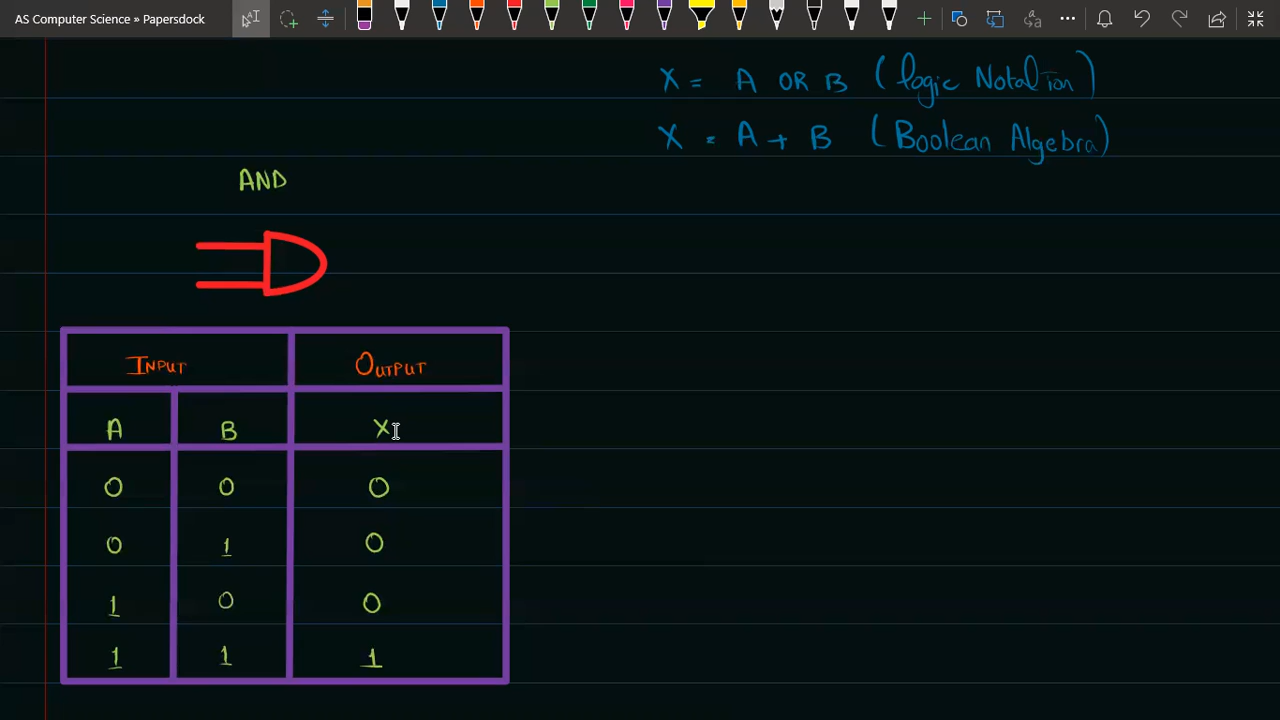 AS Computer Science » Papersdock
X = A OR B (logic Notation)
X = A + B (Boolean Algebra)
AND
INPUT OUTPUT
A B X
0 0 0
0 1 0
1 0 0
1 1 1